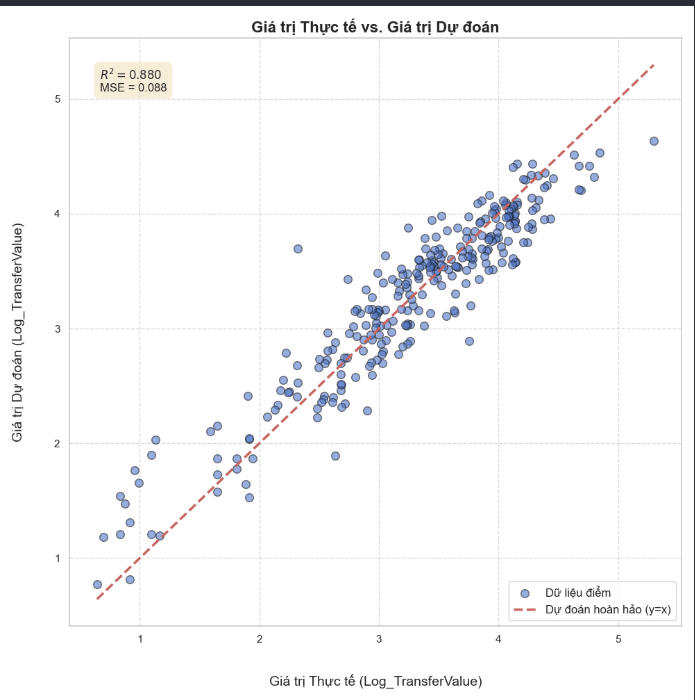 Giá trị Thực tế vs. Giá trị Dự đoán
R² = 0.880
MSE = 0.088
5
4
3
2
1
Giá trị Dự đoán (Log_TransferValue)
Dữ liệu điểm
Dự đoán hoàn hảo (y=x)
1 2 3 4 5
Giá trị Thực tế (Log_TransferValue)